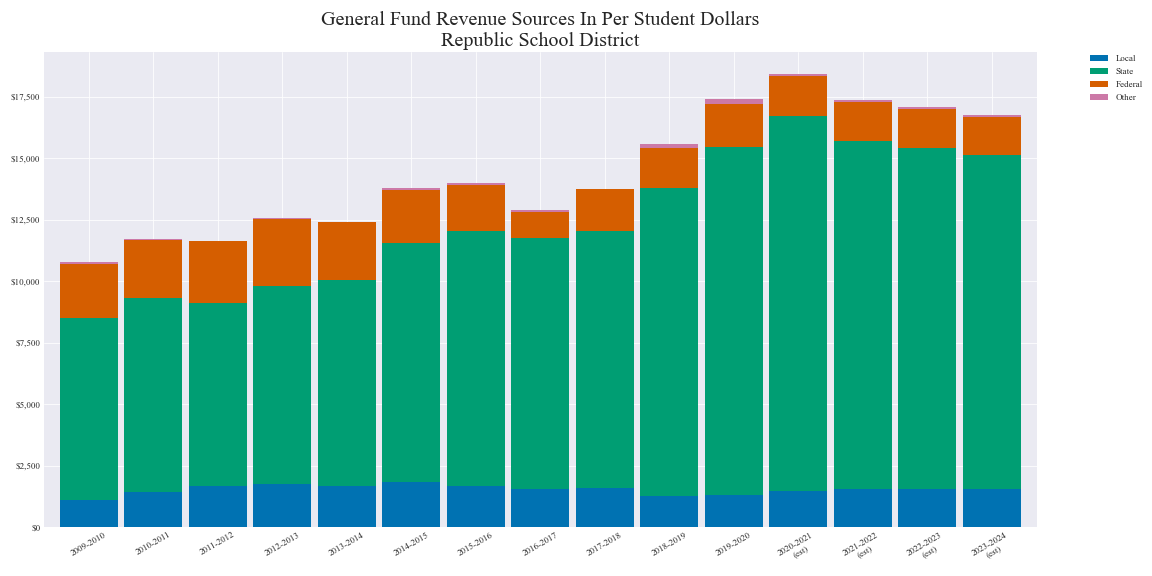 General Fund Revenue Sources In Per Student Dollars
Republic School District
Local
State
Federal
Other
$17,500
$15,000
$12,500
$10,000
$7,500
$5,000
$2,500
$0
2009-2010
2010-2011
2011-2012
2012-2013
2013-2014
2014-2015
2015-2016
2016-2017
2017-2018
2018-2019
2019-2020
2020-2021
(est)
2021-2022
(est)
2022-2023
(est)
2023-2024
(est)